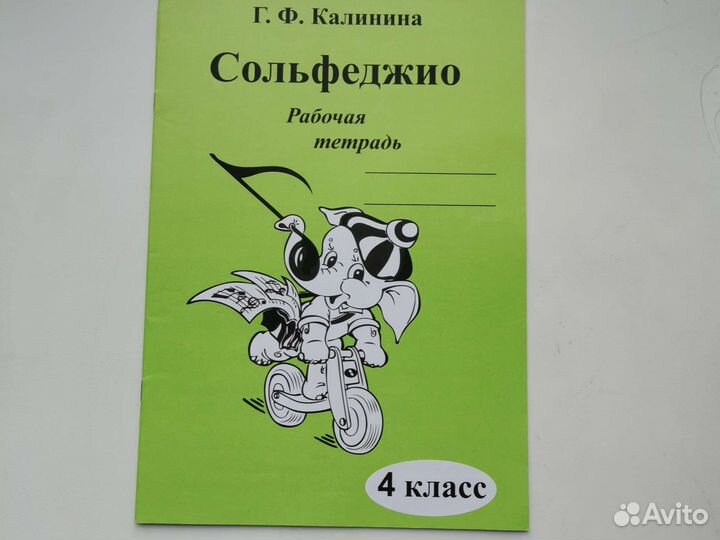 Г. Ф. Калинина
Сольфеджио
Рабочая
тетрадь
4 класс
Avito